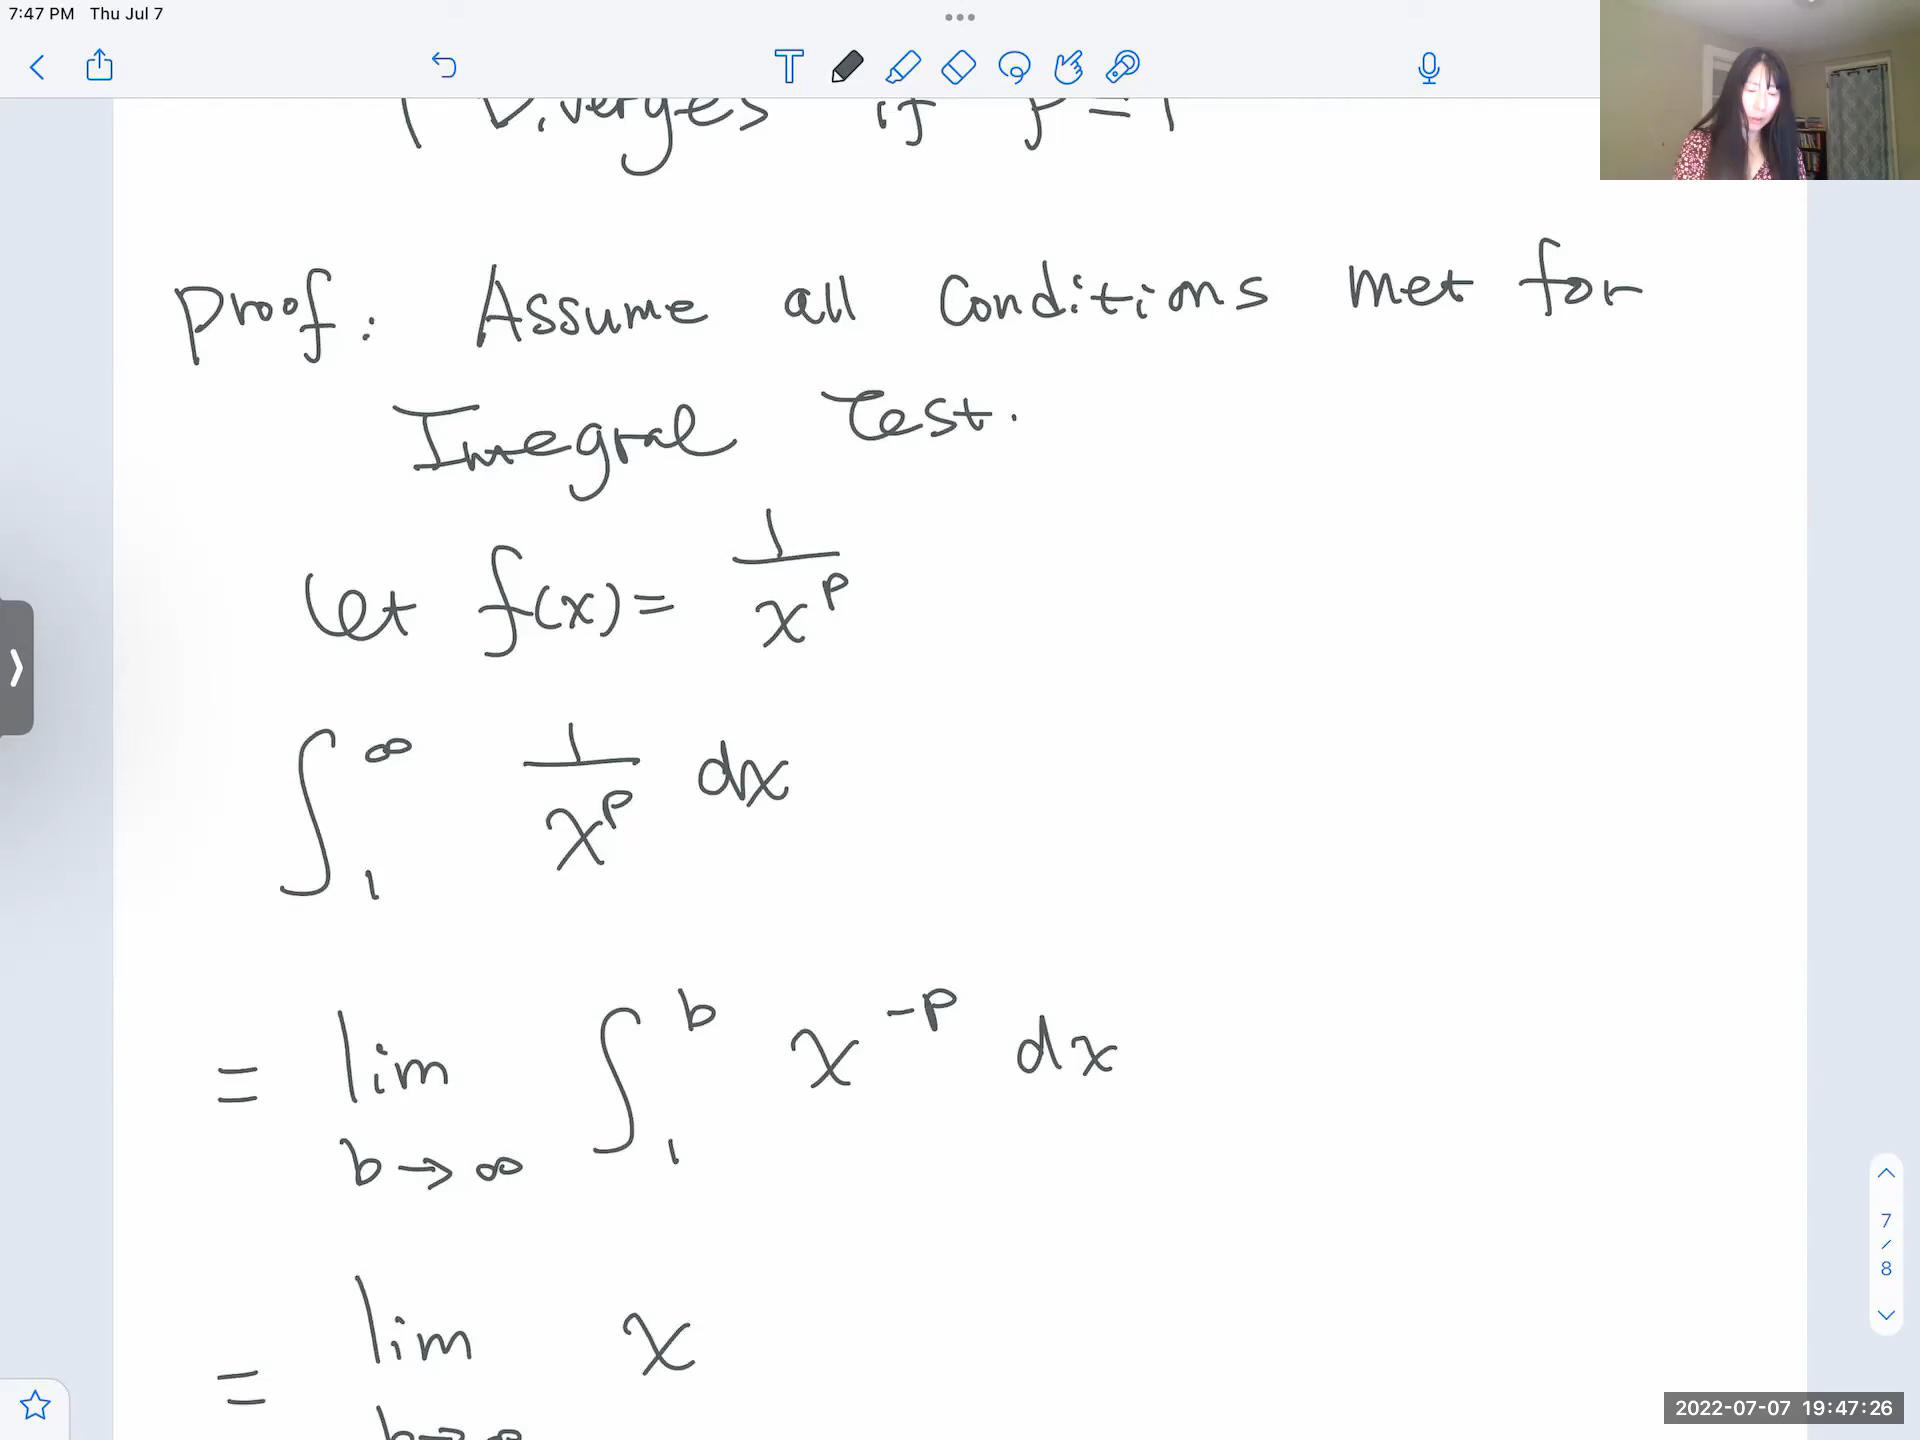 7:47 PM Thu Jul 7
Diverges if p = 1
Proof: Assume all conditions met for
Integral Test.
Let f(x) = 1/x^p
∫_1^∞ 1/x^p dx
= lim_{b→∞} ∫_1^b x^{-p} dx
= lim_{b→∞} x
7
/
8
2022-07-07 19:47:26